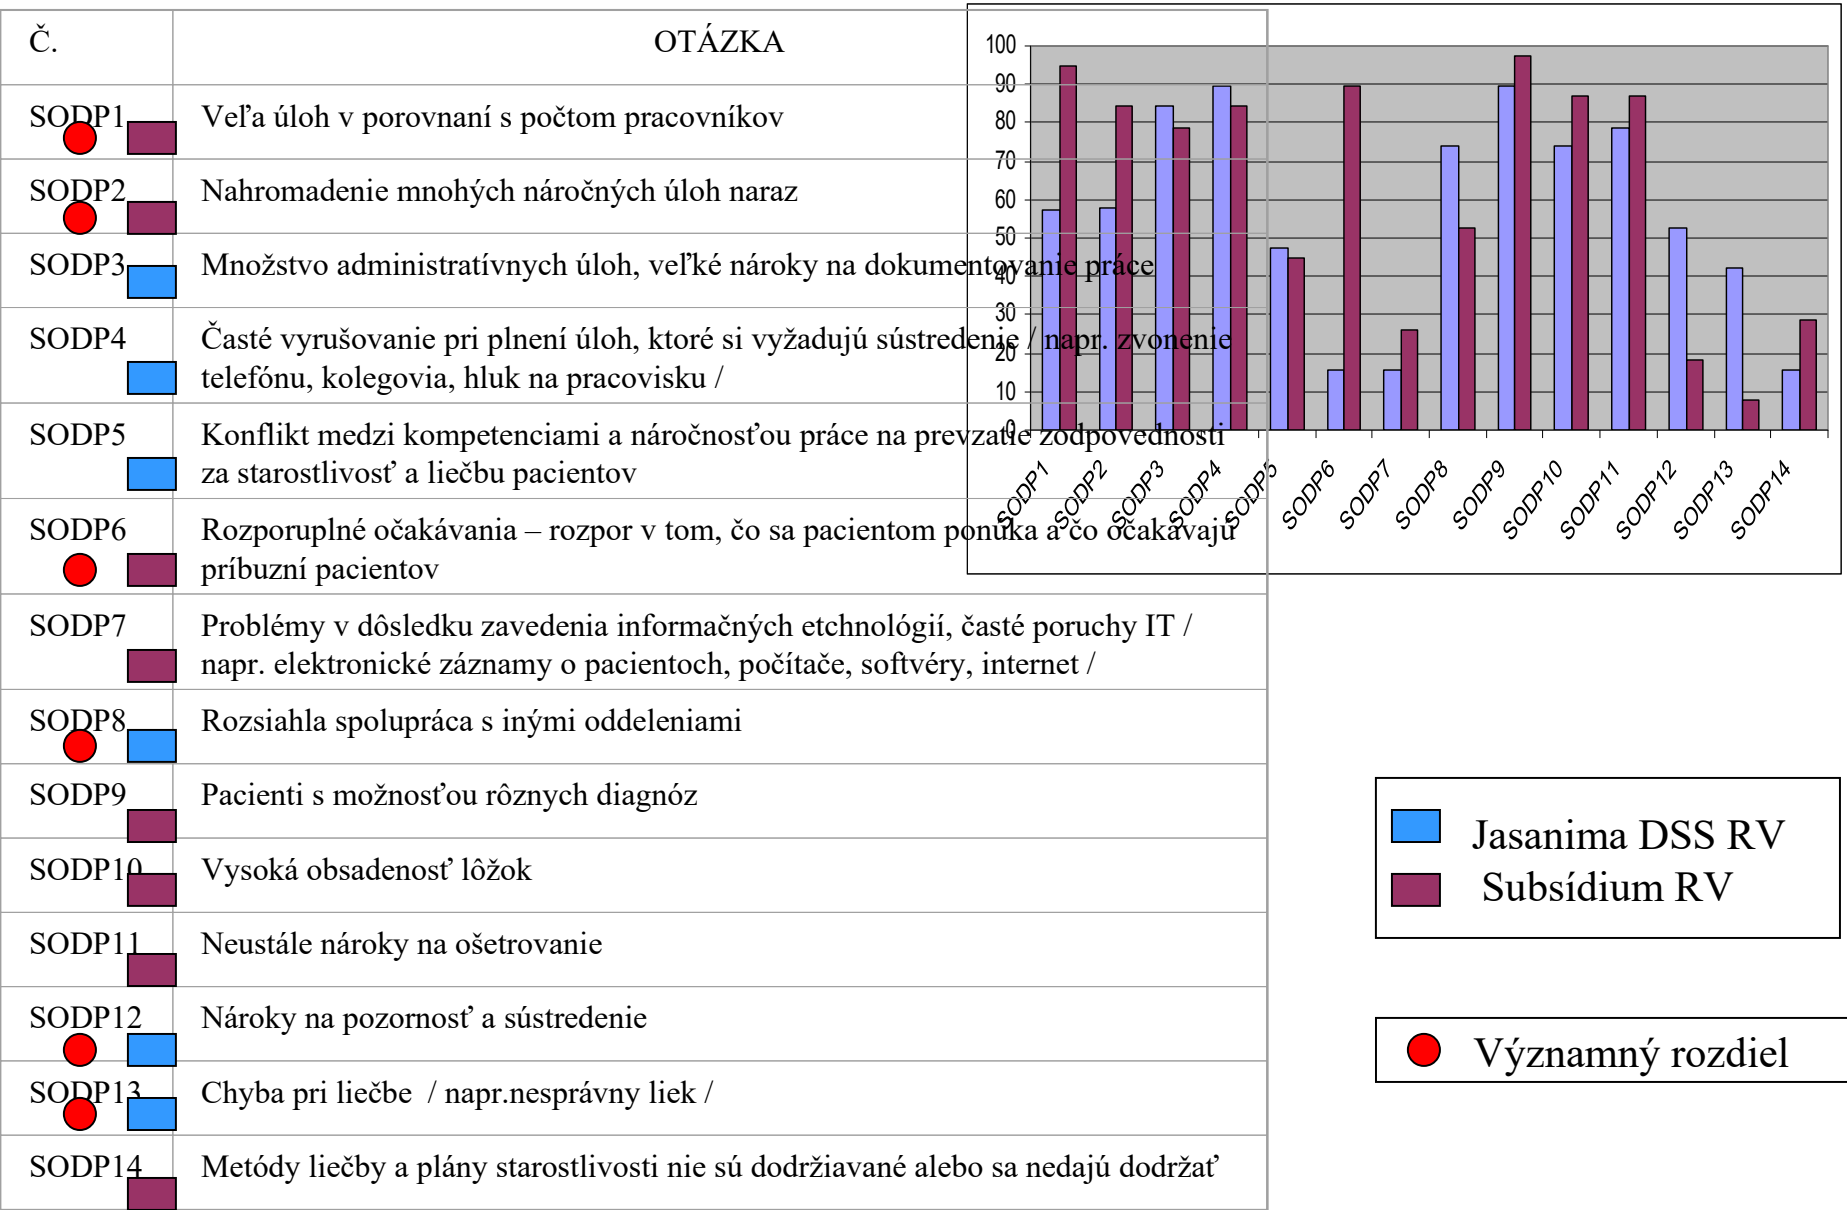 Č.
OTÁZKA
SODP1
Veľa úloh v porovnaní s počtom pracovníkov
SODP2
Nahromadenie mnohých náročných úloh naraz
SODP3
Množstvo administratívnych úloh, veľké nároky na dokumentovanie práce
SODP4
Časté vyrušovanie pri plnení úloh, ktoré si vyžadujú sústredenie / napr. zvonenie
telefónu, kolegovia, hluk na pracovisku /
SODP5
Konflikt medzi kompetenciami a náročnosťou práce na prevzatie zodpovednosti
za starostlivosť a liečbu pacientov
SODP6
Rozporuplné očakávania – rozpor v tom, čo sa pacientom ponúka a čo očakávajú
príbuzní pacientov
SODP7
Problémy v dôsledku zavedenia informačných etchnológií, časté poruchy IT /
napr. elektronické záznamy o pacientoch, počítače, softvéry, internet /
SODP8
Rozsiahla spolupráca s inými oddeleniami
SODP9
Pacienti s možnosťou rôznych diagnóz
SODP10
Vysoká obsadenosť lôžok
SODP11
Neustále nároky na ošetrovanie
SODP12
Nároky na pozornosť a sústredenie
SODP13
Chyba pri liečbe / napr.nesprávny liek /
SODP14
Metódy liečby a plány starostlivosti nie sú dodržiavané alebo sa nedajú dodržať
100
90
80
70
60
50
40
30
20
10
0
SODP1
SODP2
SODP3
SODP4
SODP5
SODP6
SODP7
SODP8
SODP9
SODP10
SODP11
SODP12
SODP13
SODP14
Jasanima DSS RV
Subsídium RV
Významný rozdiel